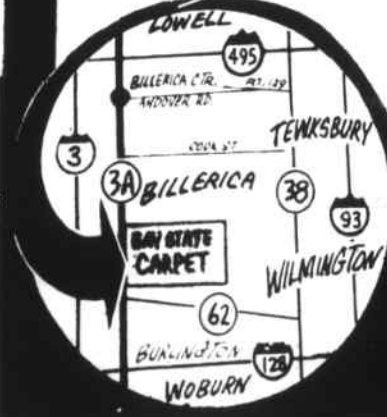 LOWELL
495
BILLERICA CTR. RT. 129
ANDOVER RD.
COOK ST
TEWKSBURY
3
3A
BILLERICA
38
93
BAY STATE
CARPET
WILMINGTON
62
BURLINGTON
128
WOBURN